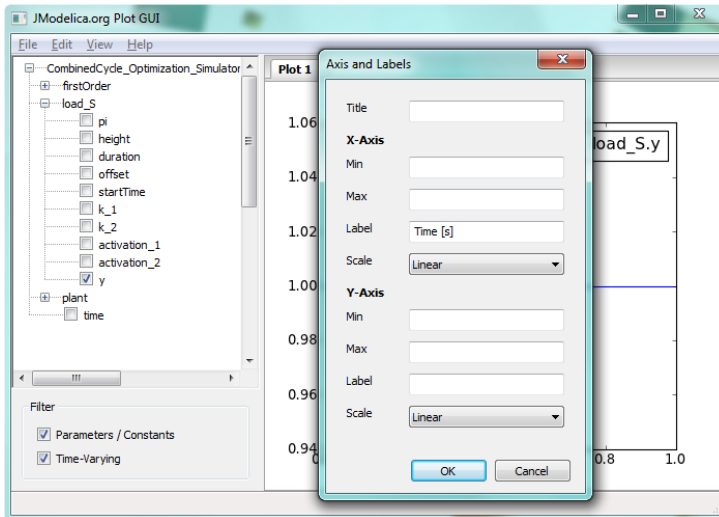 JModelica.org Plot GUI
File Edit View Help
CombinedCycle_Optimization_Simulator
firstOrder
load_S
pi
height
duration
offset
startTime
k_1
k_2
activation_1
activation_2
y
plant
time
Filter
Parameters / Constants
Time-Varying
Plot 1
1.06
1.04
1.02
1.00
0.98
0.96
0.94
0.8 1.0
load_S.y
Axis and Labels
Title
X-Axis
Min
Max
Label Time [s]
Scale Linear
Y-Axis
Min
Max
Label
Scale Linear
OK Cancel